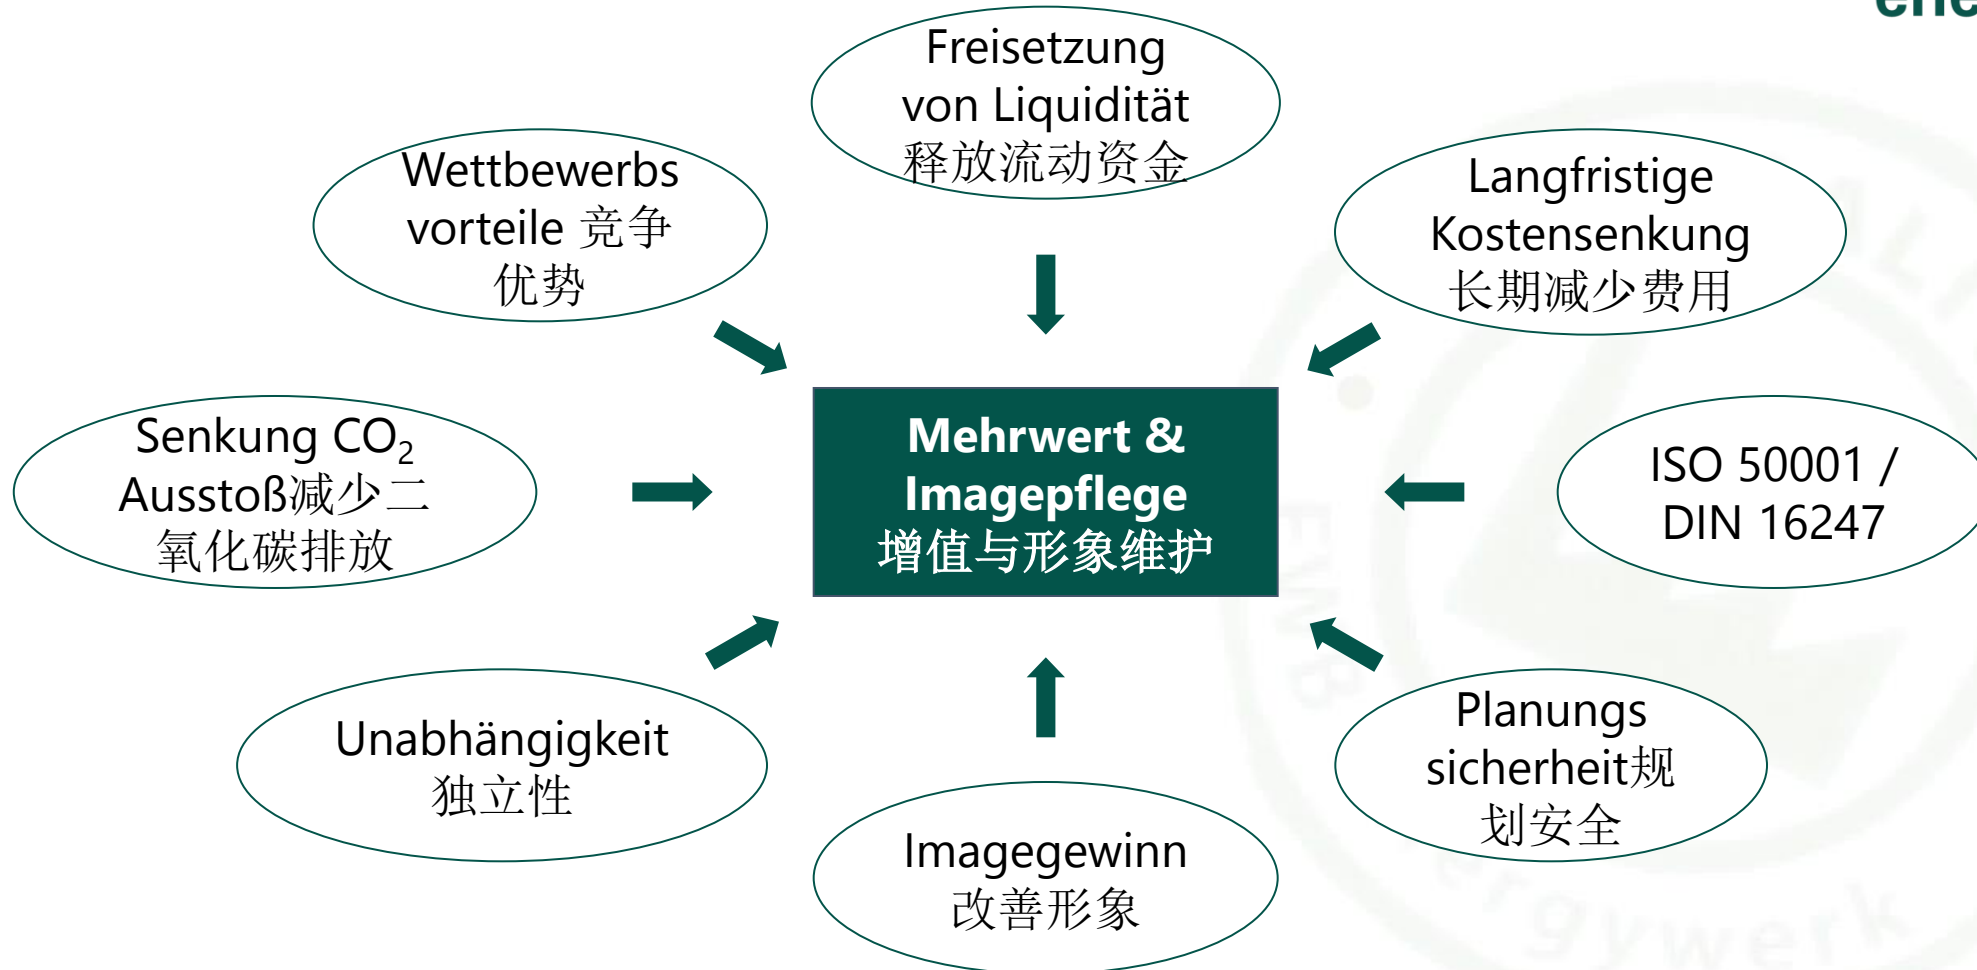 Freisetzung
von Liquidität
释放流动资金
Wettbewerbs
vorteile 竞争
优势
Langfristige
Kostensenkung
长期减少费用
Senkung CO₂
Ausstoß减少二
氧化碳排放
Mehrwert &
Imagepflege
增值与形象维护
ISO 50001 /
DIN 16247
Unabhängigkeit
独立性
Planungs
sicherheit规
划安全
Imagegewinn
改善形象